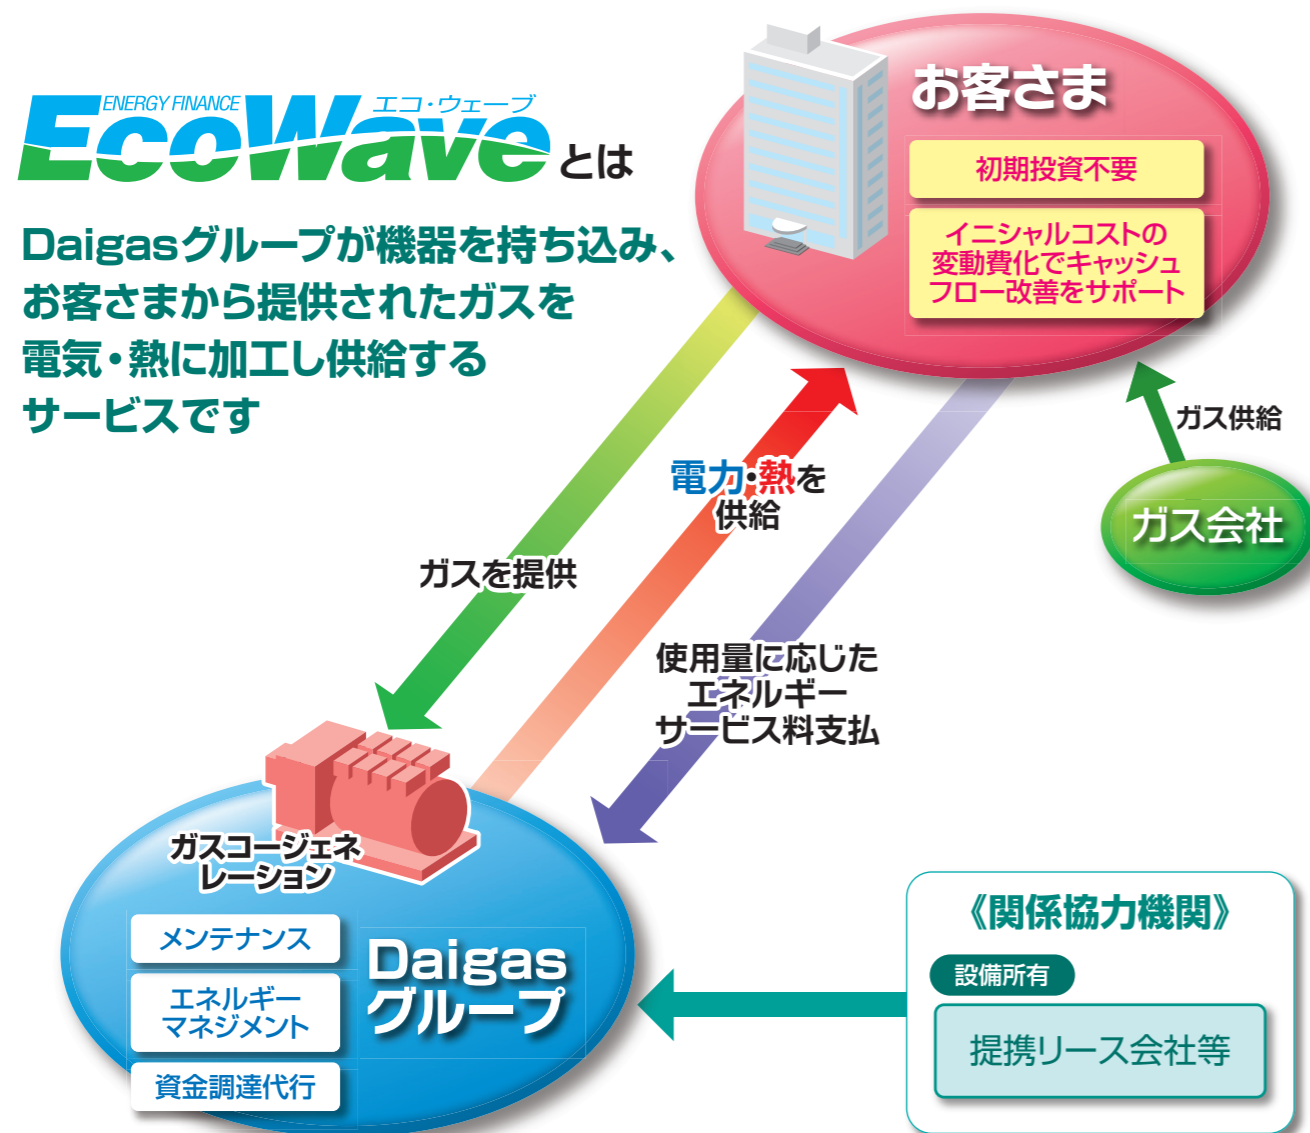 ENERGY FINANCE エコ・ウェーブ
EcoWave とは
Daigasグループが機器を持ち込み、
お客さまから提供されたガスを
電気・熱に加工し供給する
サービスです
お客さま
初期投資不要
イニシャルコストの
変動費化でキャッシュ
フロー改善をサポート
ガス供給
ガス会社
電力・熱を
供給
ガスを提供
使用量に応じた
エネルギー
サービス料支払
ガスコージェネ
レーション
メンテナンス
エネルギー
マネジメント
資金調達代行
Daigas
グループ
《関係協力機関》
設備所有
提携リース会社等